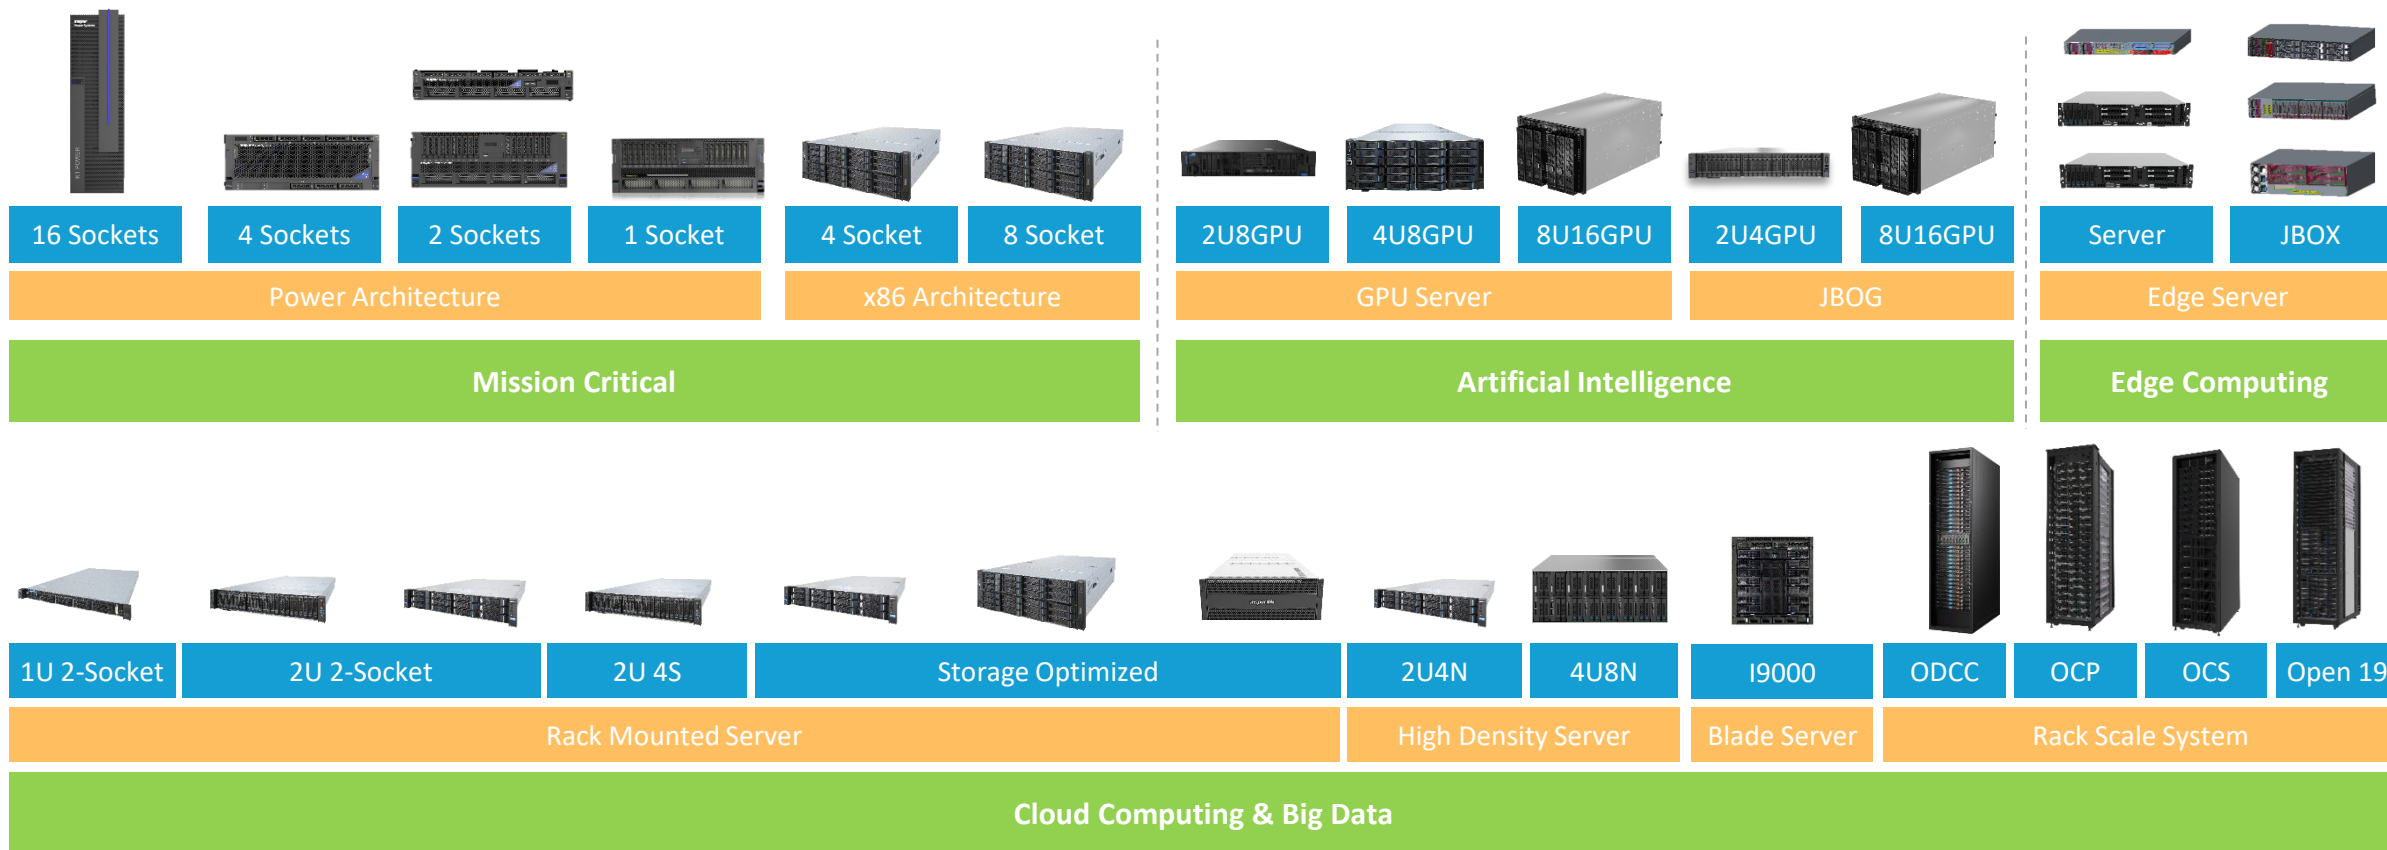 16 Sockets
4 Sockets
2 Sockets
1 Socket
4 Socket
8 Socket
2U8GPU
4U8GPU
8U16GPU
2U4GPU
8U16GPU
Server
JBOX
Power Architecture
x86 Architecture
GPU Server
JBOG
Edge Server
Mission Critical
Artificial Intelligence
Edge Computing
1U 2-Socket
2U 2-Socket
2U 4S
Storage Optimized
2U4N
4U8N
I9000
ODCC
OCP
OCS
Open 19
Rack Mounted Server
High Density Server
Blade Server
Rack Scale System
Cloud Computing & Big Data